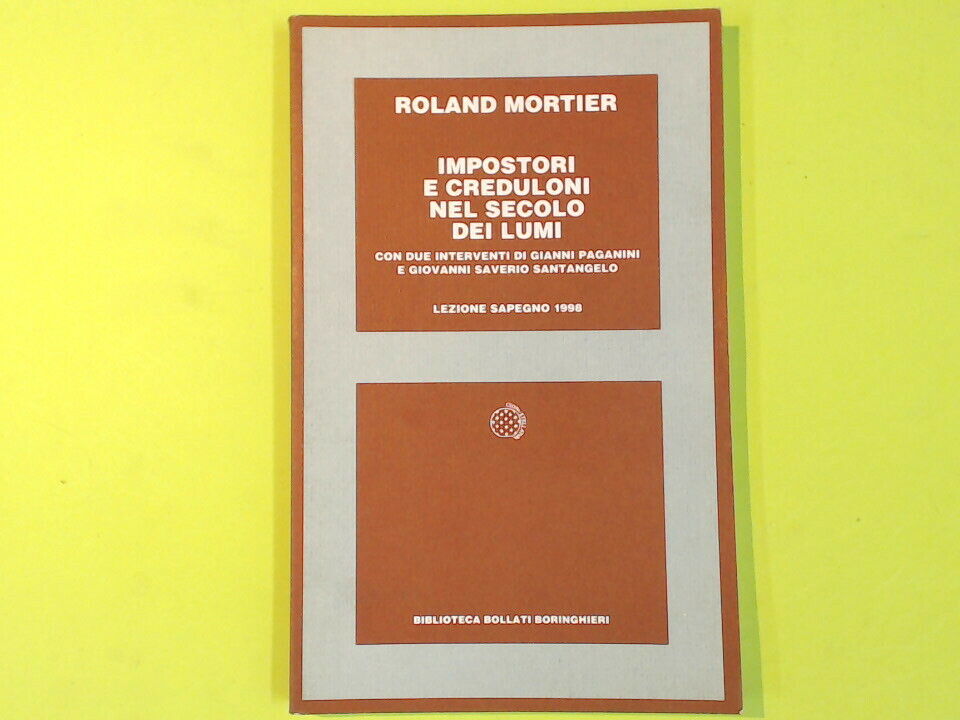 ROLAND MORTIER
IMPOSTORI
E CREDULONI
NEL SECOLO
DEI LUMI
CON DUE INTERVENTI DI GIANNI PAGANINI
E GIOVANNI SAVERIO SANTANGELO
LEZIONE SAPEGNO 1998
BIBLIOTECA BOLLATI BORINGHIERI